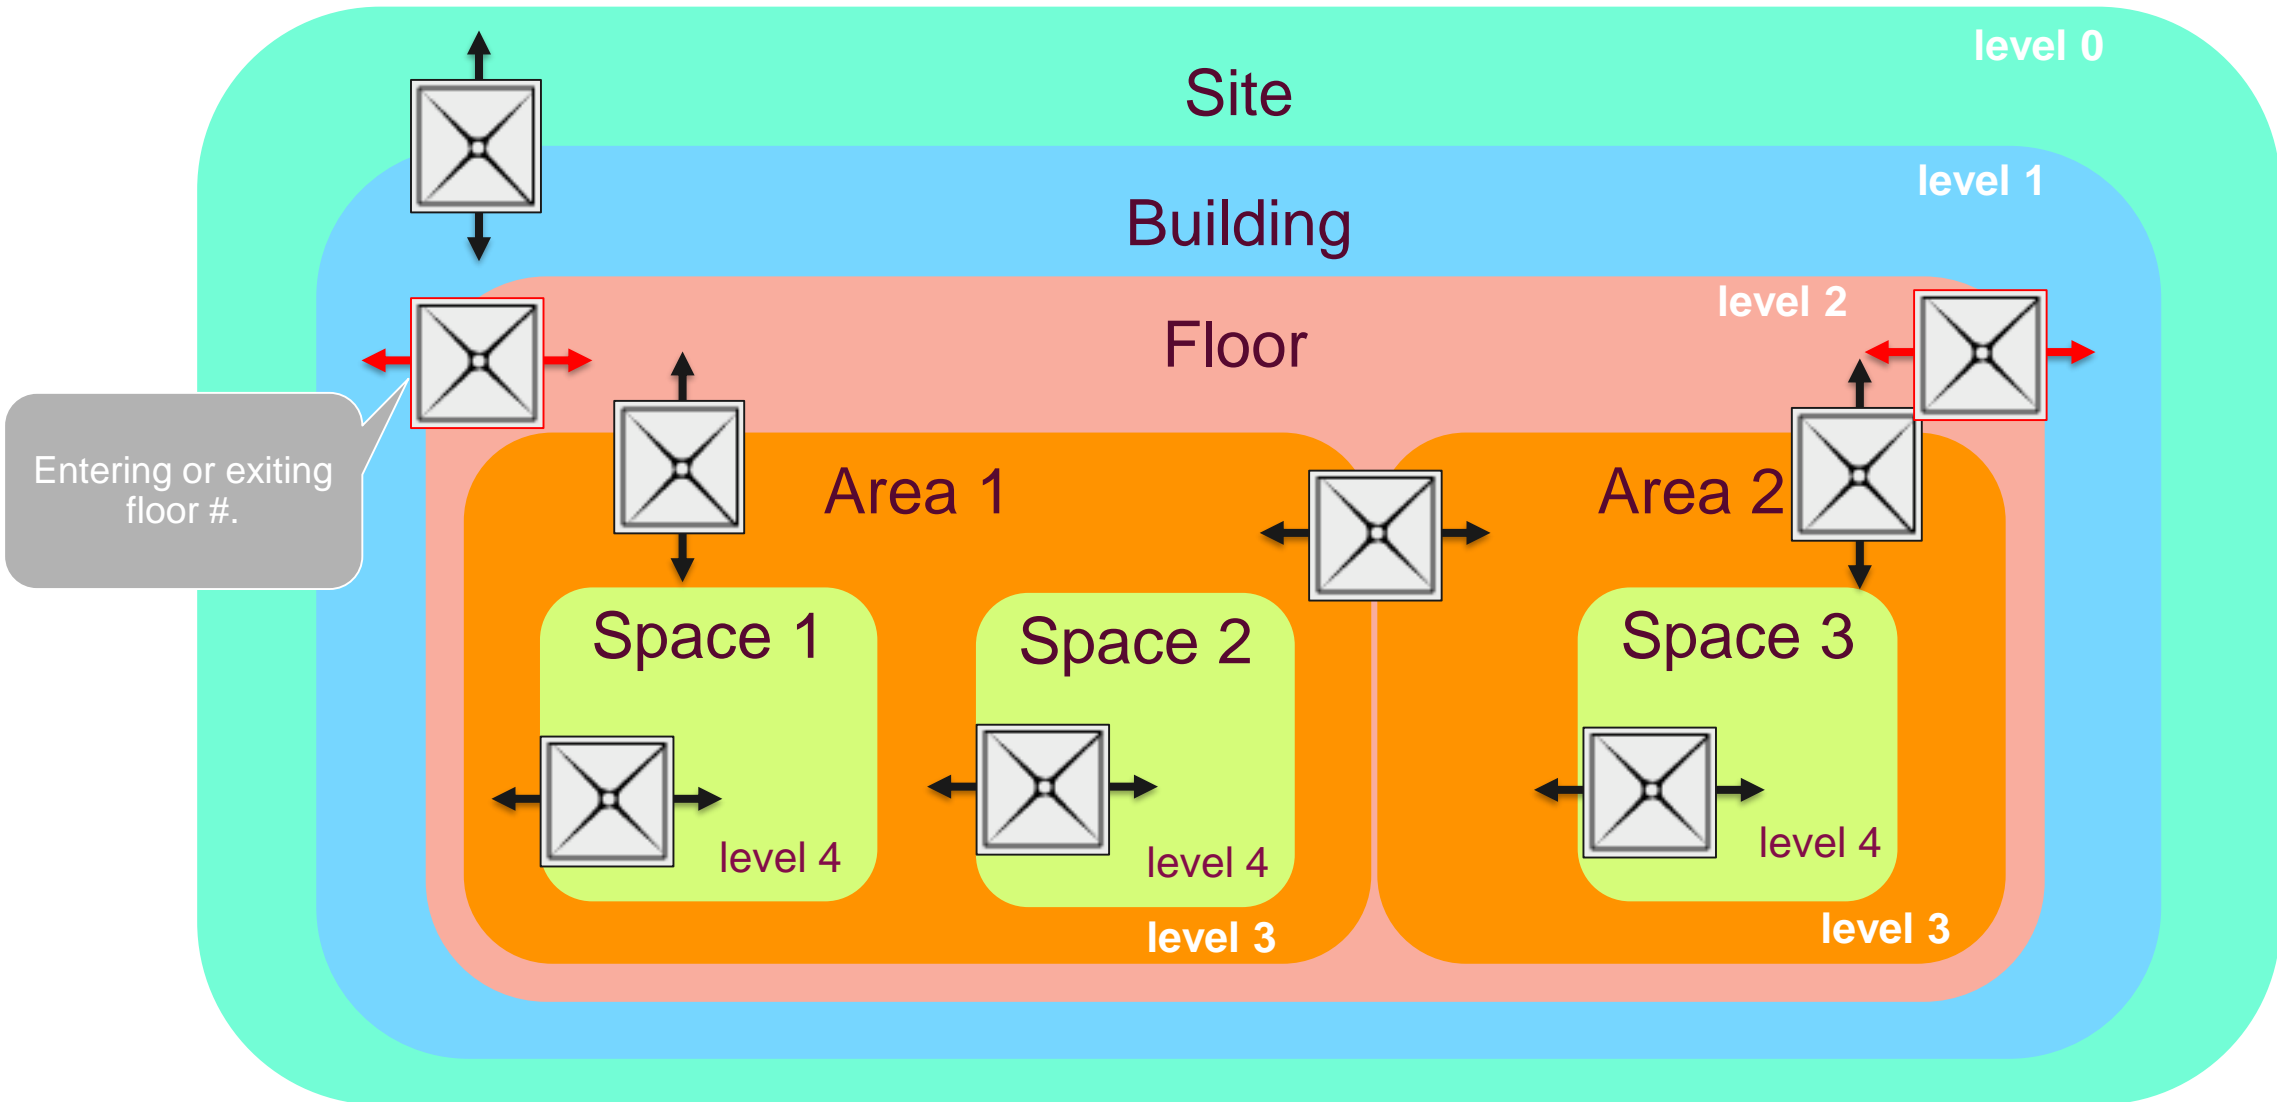 level 0
Site
level 1
Building
level 2
Floor
Entering or exiting
floor #.
Area 1
Area 2
Space 1
Space 2
Space 3
level 4
level 4
level 4
level 3
level 3